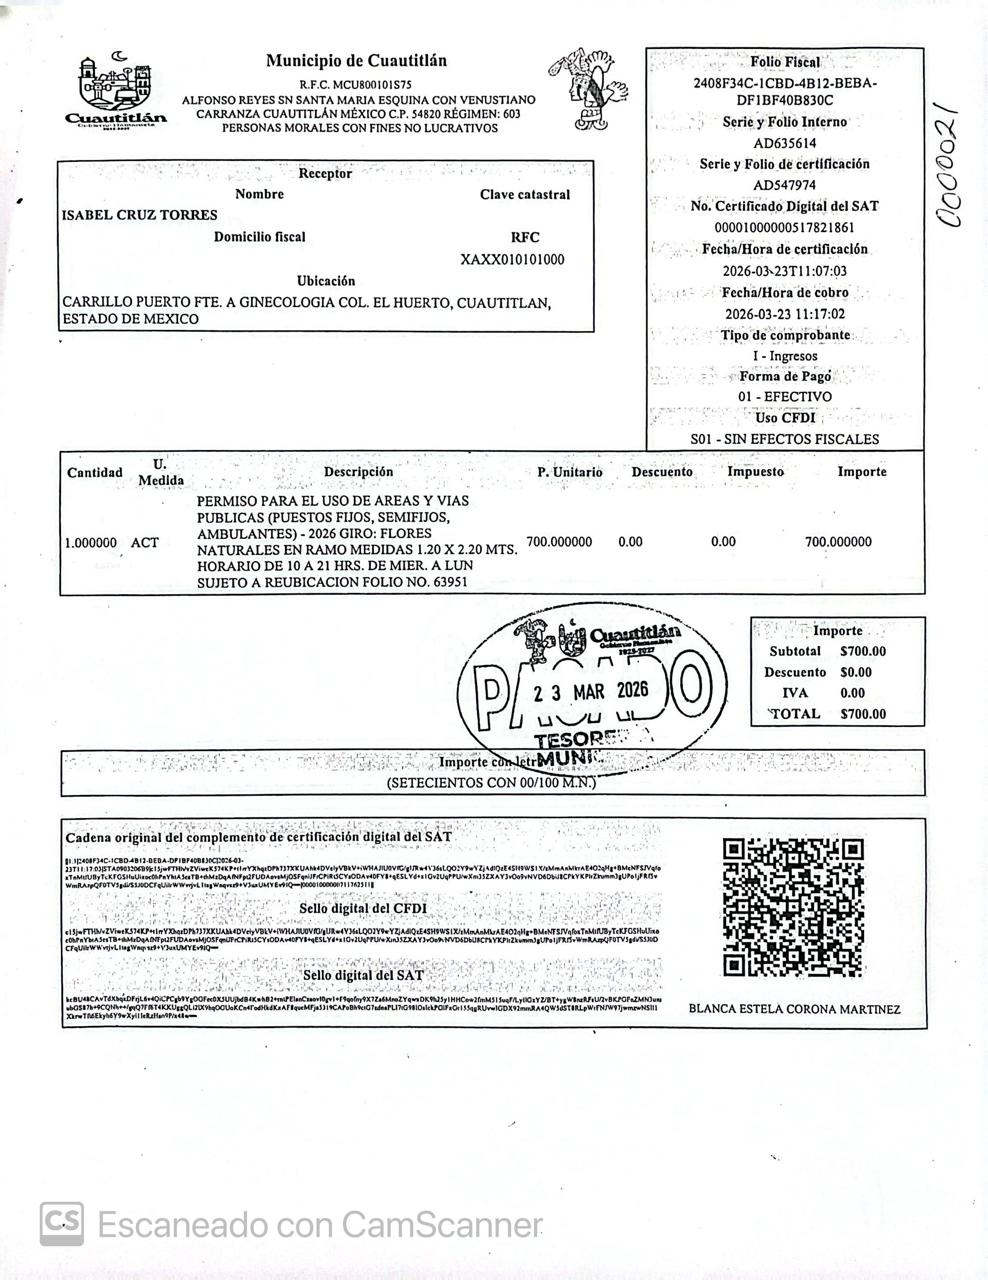 Municipio de Cuautitlán
R.F.C. MCU800101S75
ALFONSO REYES SN SANTA MARIA ESQUINA CON VENUSTIANO
CARRANZA CUAUTITLÁN MÉXICO C.P. 54820 RÉGIMEN: 603
PERSONAS MORALES CON FINES NO LUCRATIVOS
Cuautitlán
Folio Fiscal
2408F34C-1CBD-4B12-BEBA-
DF1BF40B830C
Serie y Folio Interno
AD635614
Serie y Folio de certificación
AD547974
No. Certificado Digital del SAT
00001000000517821861
Fecha/Hora de certificación
2026-03-23T11:07:03
Fecha/Hora de cobro
2026-03-23 11:17:02
Tipo de comprobante
I - Ingresos
Forma de Pago
01 - EFECTIVO
Uso CFDI
S01 - SIN EFECTOS FISCALES
0000021
Receptor
Nombre Clave catastral
ISABEL CRUZ TORRES
Domicilio fiscal RFC
XAXX010101000
Ubicación
CARRILLO PUERTO FTE. A GINECOLOGIA COL. EL HUERTO, CUAUTITLAN,
ESTADO DE MEXICO
Cantidad U. Medida Descripción P. Unitario Descuento Impuesto Importe
PERMISO PARA EL USO DE AREAS Y VIAS
PUBLICAS (PUESTOS FIJOS, SEMIFIJOS,
AMBULANTES) - 2026 GIRO: FLORES
1.000000 ACT NATURALES EN RAMO MEDIDAS 1.20 X 2.20 MTS. 700.000000 0.00 0.00 700.000000
HORARIO DE 10 A 21 HRS. DE MIER. A LUN
SUJETO A REUBICACION FOLIO NO. 63951
Cuautitlán
PAGADO
23 MAR 2026
Importe
Subtotal $700.00
Descuento $0.00
IVA 0.00
TOTAL $700.00
Importe con letra
(SETECIENTOS CON 00/100 M.N.)
Cadena original del complemento de certificación digital del SAT
Sello digital del CFDI
Sello digital del SAT
BLANCA ESTELA CORONA MARTINEZ
CS Escaneado con CamScanner